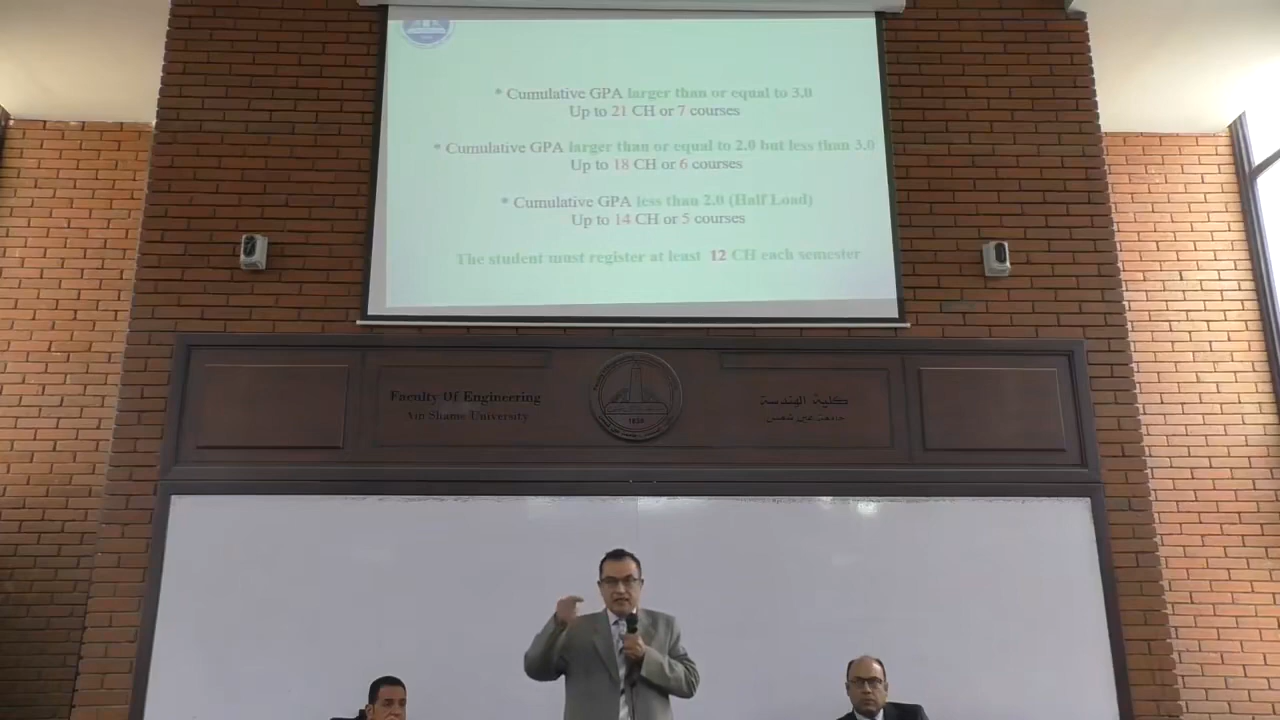 * Cumulative GPA larger than or equal to 3.0
Up to 21 CH or 7 courses
* Cumulative GPA larger than or equal to 2.0 but less than 3.0
Up to 18 CH or 6 courses
* Cumulative GPA less than 2.0 (Half Load)
Up to 14 CH or 5 courses
The student must register at least 12 CH each semester
Faculty Of Engineering
Ain Shams University
كلية الهندسة
جامعة عين شمس